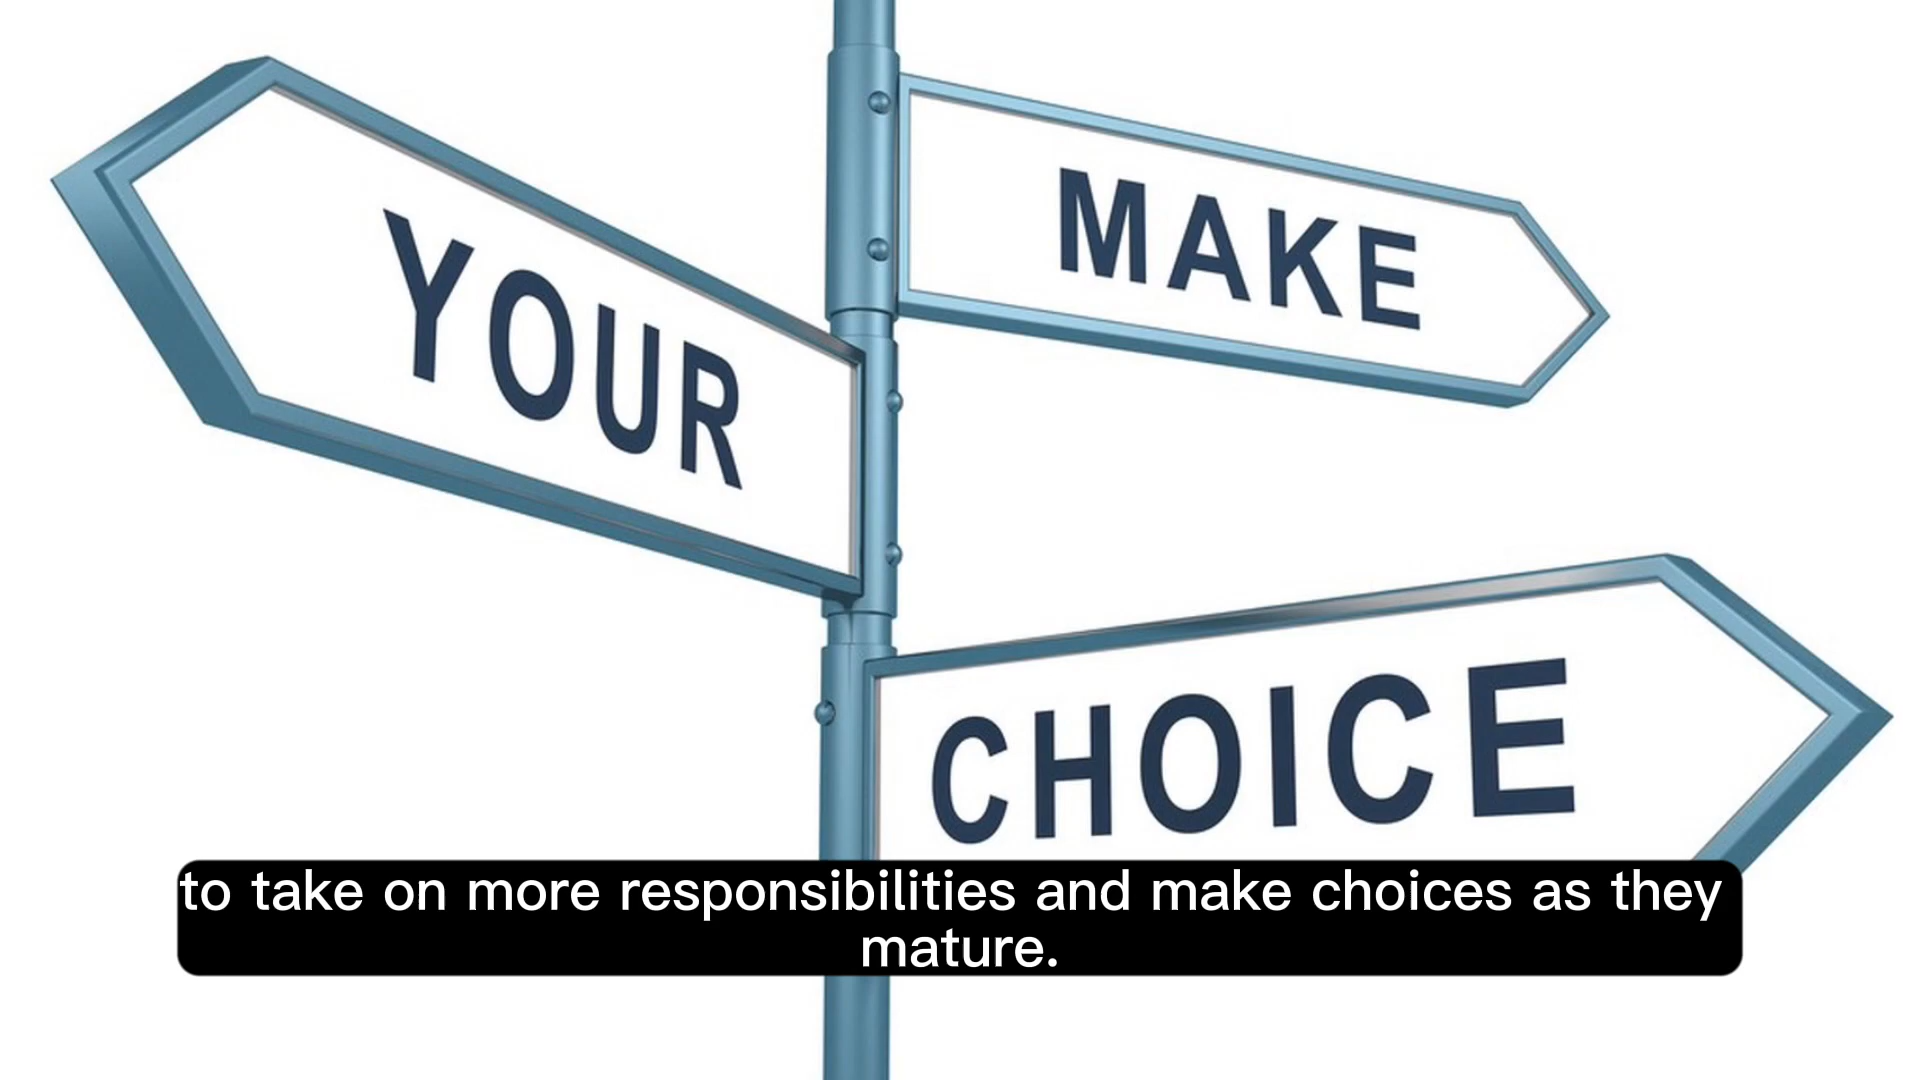 MAKE
YOUR
CHOICE
to take on more responsibilities and make choices as they
mature.